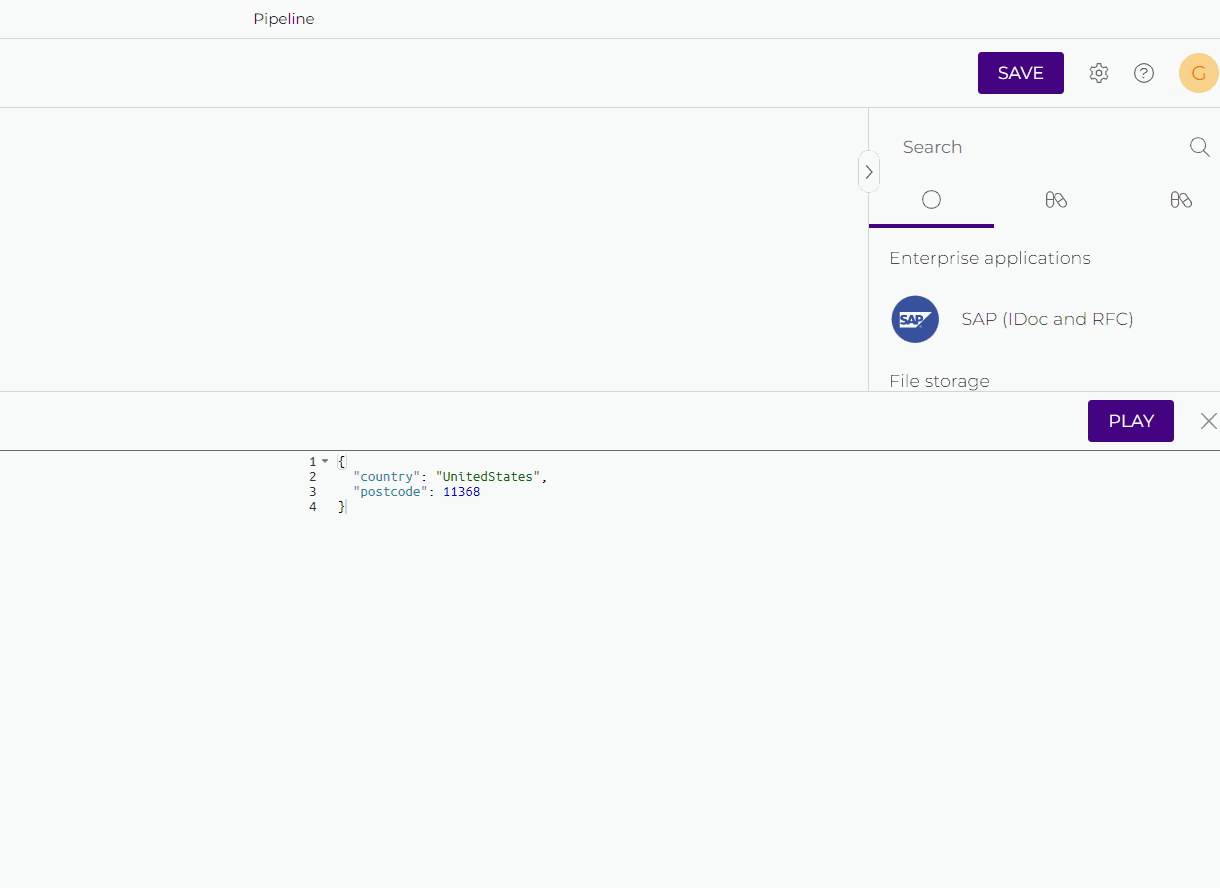 Pipeline
SAVE
G
Search
Enterprise applications
SAP SAP (IDoc and RFC)
File storage
PLAY
1 {
2 "country": "UnitedStates",
3 "postcode": 11368
4 }